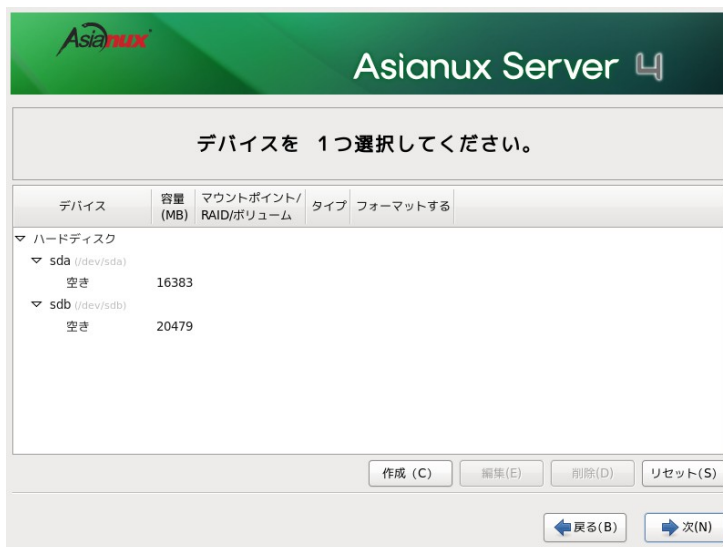 Asianux
Asianux Server 4
デバイスを 1つ選択してください。
デバイス
容量
(MB)
マウントポイント/
RAID/ボリューム
タイプ
フォーマットする
ハードディスク
sda (/dev/sda)
空き 16383
sdb (/dev/sdb)
空き 20479
作成 (C) 編集(E) 削除(D) リセット(S)
戻る(B) 次(N)